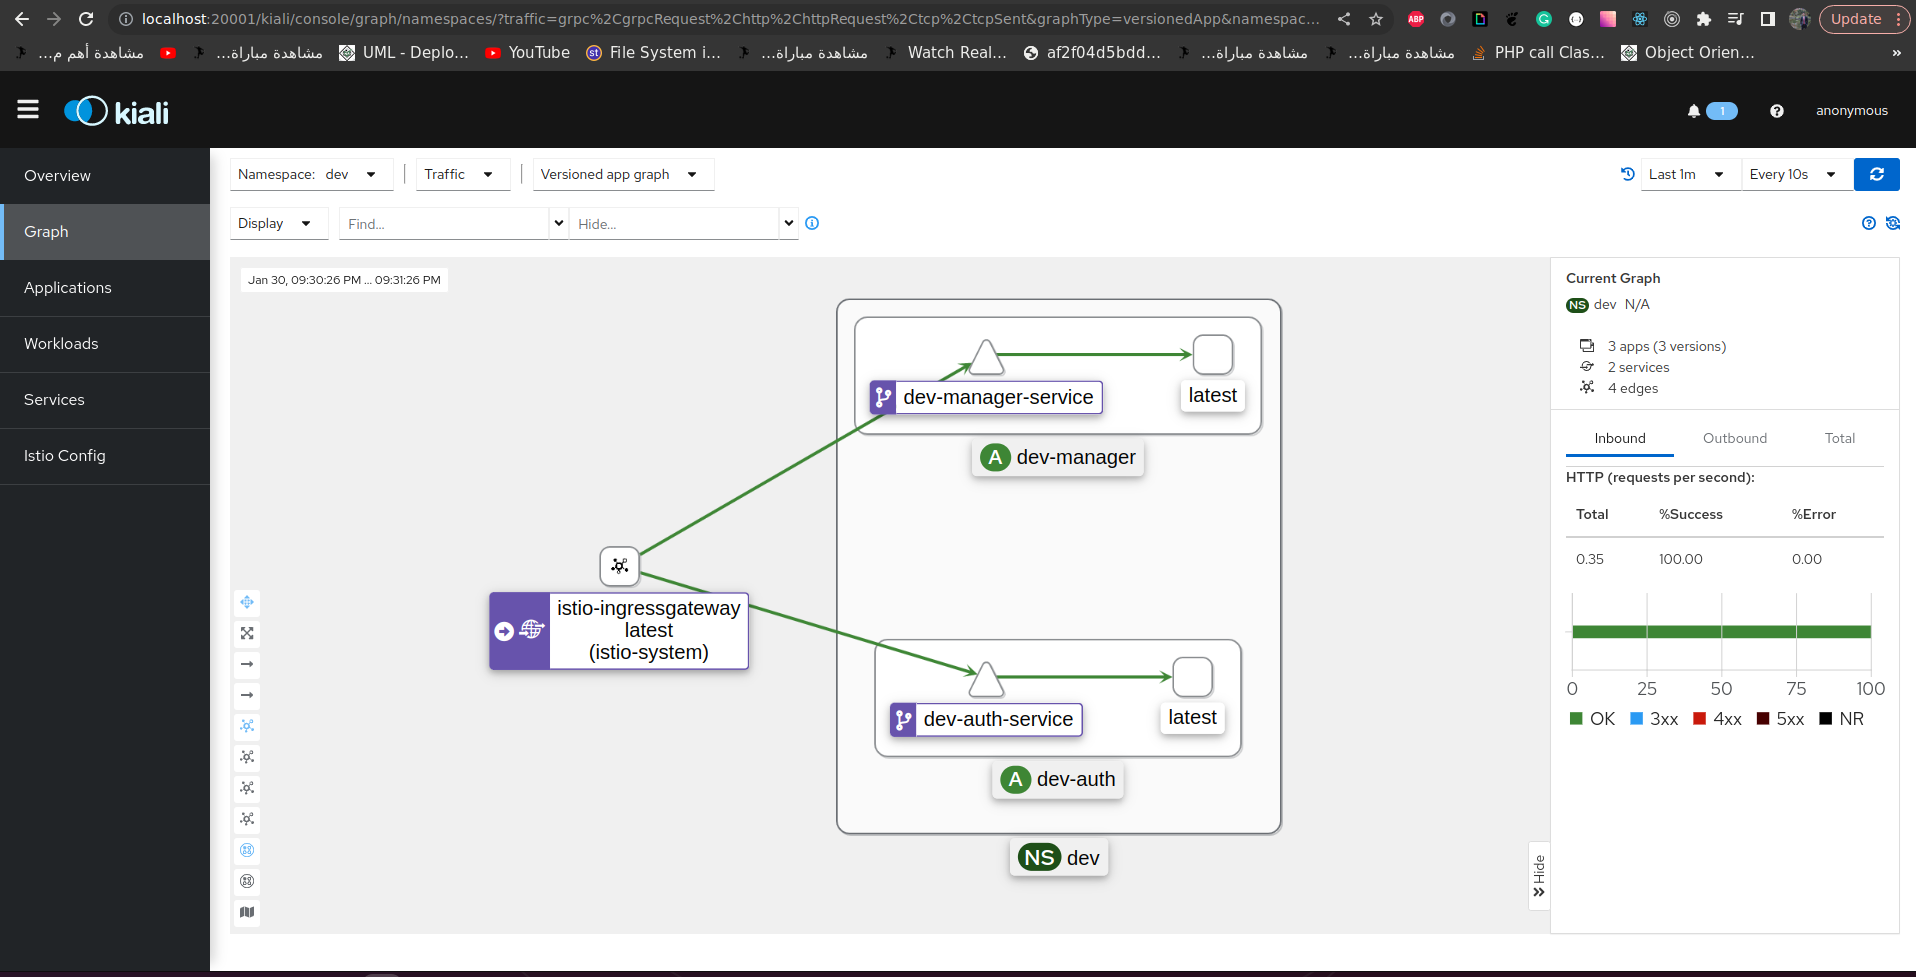 localhost:20001/kiali/console/graph/namespaces/?traffic=grpc%2CgrpcRequest%2Chttp%2ChttpRequest%2Ctcp%2CtcpSent&graphType=versionedApp&namespac...
ABP
G
Update
مشاهدة أهم م...
مشاهدة مباراة...
UML - Deplo...
YouTube
st
File System i...
مشاهدة مباراة...
Watch Real...
af2f04d5bdd...
مشاهدة مباراة...
مشاهدة مباراة...
PHP call Clas...
Object Orien...
»
kiali
1
anonymous
Overview
Graph
Applications
Workloads
Services
Istio Config
Namespace: dev
Traffic
Versioned app graph
Last 1m
Every 10s
Display
Find...
Hide...
Jan 30, 09:30:26 PM ... 09:31:26 PM
dev-manager-service
latest
A dev-manager
istio-ingressgateway
latest
(istio-system)
dev-auth-service
latest
A dev-auth
NS dev
Hide
Current Graph
NS dev N/A
3 apps (3 versions)
2 services
4 edges
Inbound Outbound Total
HTTP (requests per second):
Total %Success %Error
0.35 100.00 0.00
0 25 50 75 100
OK 3xx 4xx 5xx NR